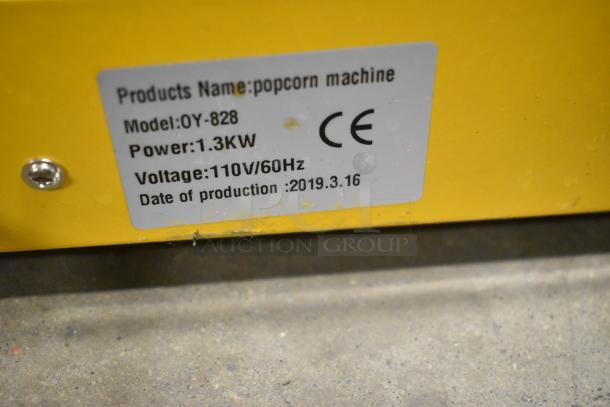 Products Name:popcorn machine
Model:OY-828
CE
Power:1.3KW
Voltage:110V/60Hz
Date of production :2019.3.16
PCI
AUCTION GROUP